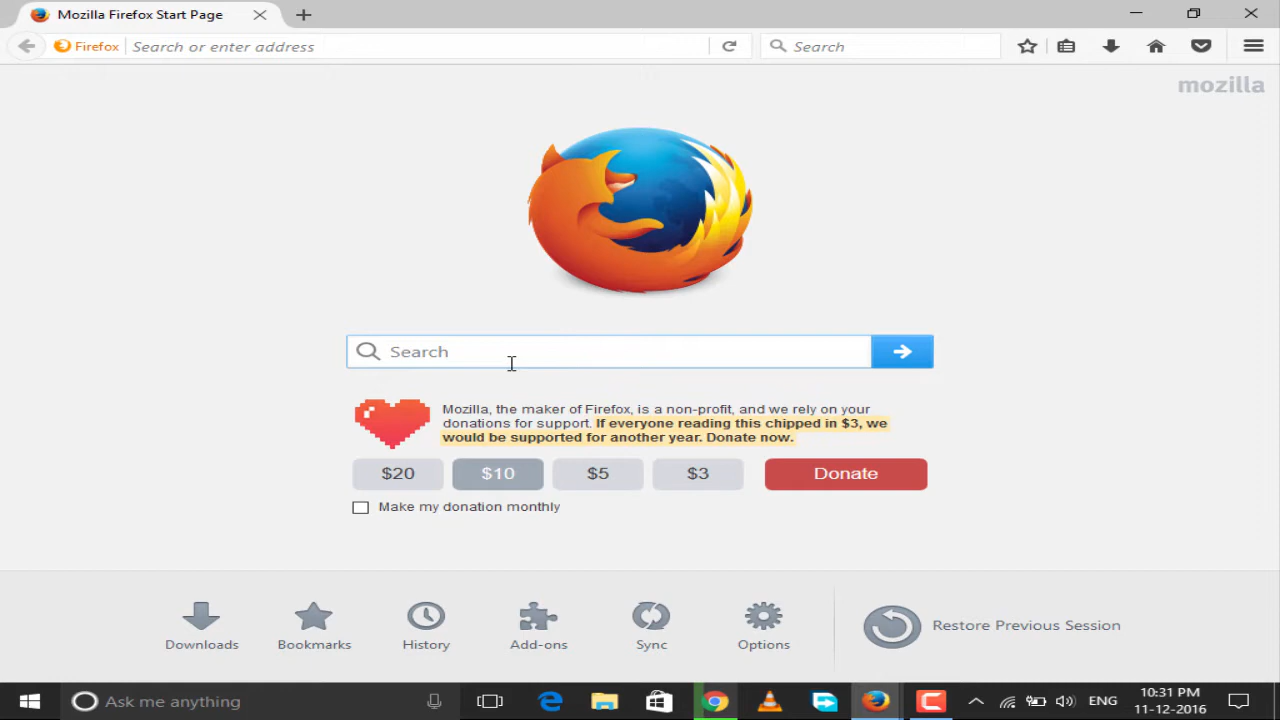 Mozilla Firefox Start Page
Firefox
Search or enter address
Search
mozilla
Search
Mozilla, the maker of Firefox, is a non-profit, and we rely on your
donations for support. If everyone reading this chipped in $3, we
would be supported for another year. Donate now.
$20
$10
$5
$3
Donate
Make my donation monthly
Downloads
Bookmarks
History
Add-ons
Sync
Options
Restore Previous Session
Ask me anything
ENG
10:31 PM
11-12-2016